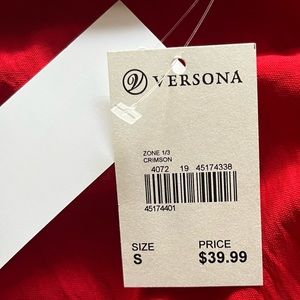 VERSONA
ZONE 1/3
CRIMSON
4072 19 45174338
45174401
SIZE PRICE
S $39.99